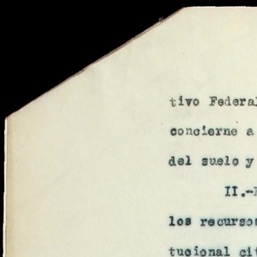 tivo Federal
concierne a
del suelo y
II.-
los recursos
tucional cit